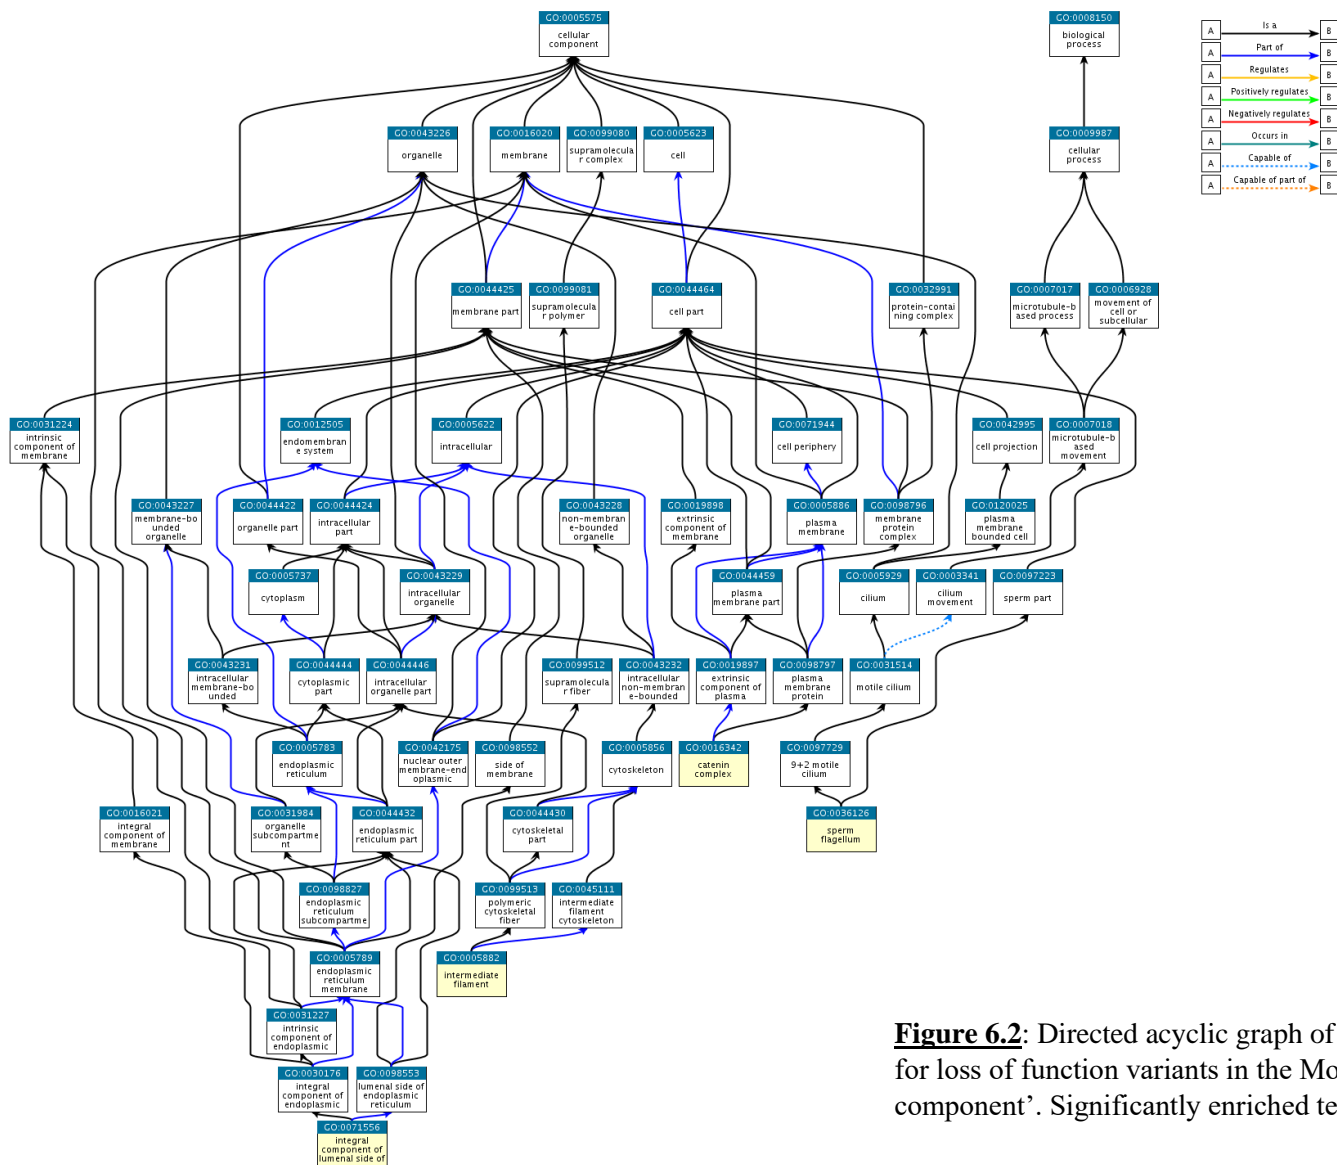 GO:0005575
cellular
component
GO:0008150
biological
process
A Is a B
A Part of B
A Regulates B
A Positively regulates B
A Negatively regulates B
A Occurs in B
A Capable of B
A Capable of part of B
GO:0043226
organelle
GO:0016020
membrane
GO:0099080
supramolecula
r complex
GO:0005623
cell
GO:0009987
cellular
process
GO:0044425
membrane part
GO:0099081
supramolecula
r polymer
GO:0044464
cell part
GO:0032991
protein-contai
ning complex
GO:0007017
microtubule-b
ased process
GO:0006928
movement of
cell or
subcellular
GO:0031224
intrinsic
component of
membrane
GO:0012505
endomembran
e system
GO:0005622
intracellular
GO:0071944
cell periphery
GO:0042995
cell projection
GO:0007018
microtubule-b
ased
movement
GO:0043227
membrane-bo
unded
organelle
GO:0044422
organelle part
GO:0044424
intracellular
part
GO:0043228
non-membran
e-bounded
organelle
GO:0019898
extrinsic
component of
membrane
GO:0005886
plasma
membrane
GO:0098796
membrane
protein
complex
GO:0120025
plasma
membrane
bounded cell
GO:0005737
cytoplasm
GO:0043229
intracellular
organelle
GO:0044459
plasma
membrane part
GO:0005929
cilium
GO:0003341
cilium
movement
GO:0097223
sperm part
GO:0043231
intracellular
membrane-bo
unded
GO:0044444
cytoplasmic
part
GO:0044446
intracellular
organelle part
GO:0099512
supramolecula
r fiber
GO:0043232
intracellular
non-membran
e-bounded
GO:0019897
extrinsic
component of
plasma
GO:0098797
plasma
membrane
protein
GO:0031514
motile cilium
GO:0005783
endoplasmic
reticulum
GO:0042175
nuclear outer
membrane-end
oplasmic
GO:0098552
side of
membrane
GO:0005856
cytoskeleton
GO:0016342
catenin
complex
GO:0097729
9+2 motile
cilium
GO:0016021
integral
component of
membrane
GO:0031984
organelle
subcompartme
nt
GO:0044432
endoplasmic
reticulum part
GO:0044430
cytoskeletal
part
GO:0036126
sperm
flagellum
GO:0098827
endoplasmic
reticulum
subcompartme
GO:0099513
polymeric
cytoskeletal
fiber
GO:0045111
intermediate
filament
cytoskeleton
GO:0005789
endoplasmic
reticulum
membrane
GO:0005882
intermediate
filament
GO:0031227
intrinsic
component of
endoplasmic
GO:0030176
integral
component of
endoplasmic
GO:0098553
lumenal side of
endoplasmic
reticulum
GO:0071556
integral
component of
lumenal side of
Figure 6.2: Directed acyclic graph of
for loss of function variants in the Mo
component’. Significantly enriched te